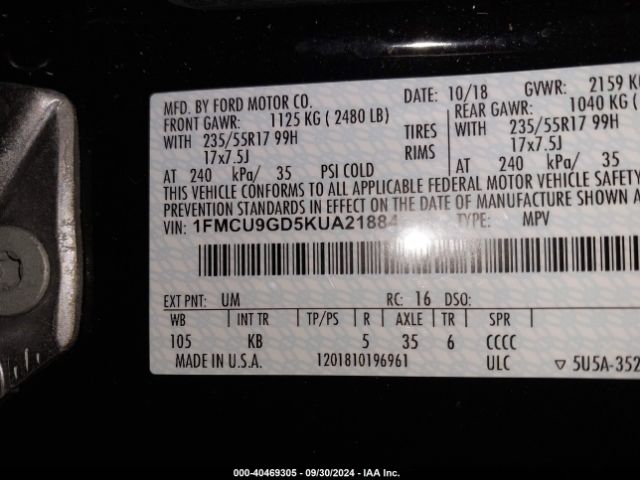 MFD. BY FORD MOTOR CO.
DATE: 10/18 GVWR: 2159 KG
FRONT GAWR: 1125 KG ( 2480 LB)
REAR GAWR: 1040 KG (
WITH 235/55R17 99H TIRES WITH 235/55R17 99H
17x7.5J RIMS 17x7.5J
AT 240 kPa/ 35 PSI COLD AT 240 kPa/ 35
THIS VEHICLE CONFORMS TO ALL APPLICABLE FEDERAL MOTOR VEHICLE SAFETY
PREVENTION STANDARDS IN EFFECT ON THE DATE OF MANUFACTURE SHOWN
VIN: 1FMCU9GD5KUA21884 TYPE: MPV
EXT PNT: UM RC: 16 DSO:
WB INT TR TP/PS R AXLE TR SPR
105 KB 5 35 6 CCCC
MADE IN U.S.A. 1201810196961 ULC ▽ 5U5A-352
000 - 40469305 - 09/30/2024 - IAA Inc.